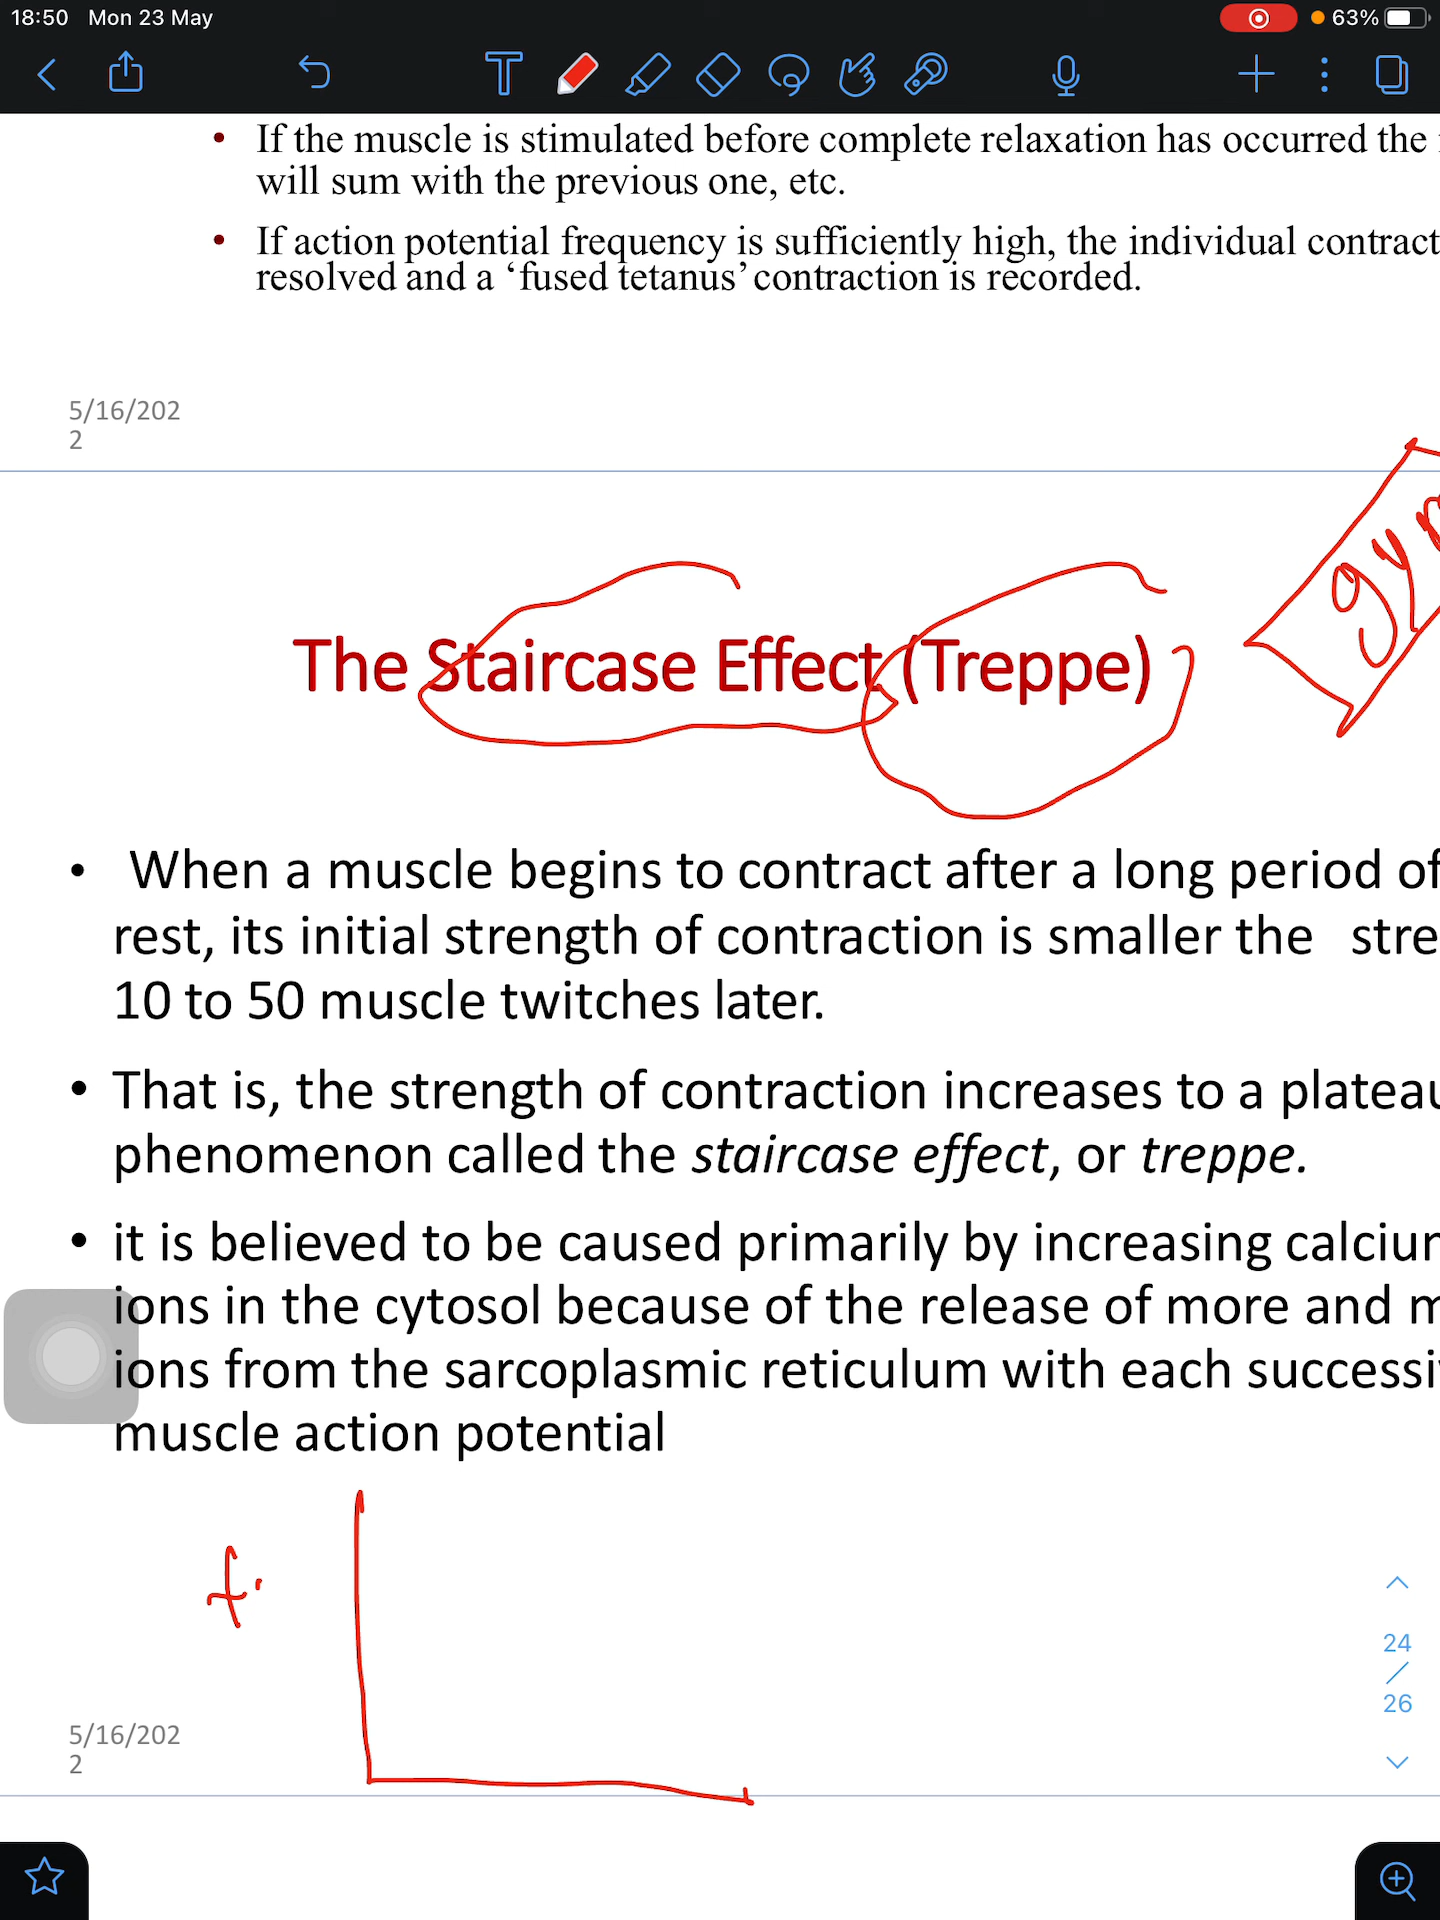 18:50 Mon 23 May
63%
• If the muscle is stimulated before complete relaxation has occurred the
will sum with the previous one, etc.
• If action potential frequency is sufficiently high, the individual contract
resolved and a ‘fused tetanus’ contraction is recorded.
5/16/202
2
gym
The Staircase Effect (Treppe)
• When a muscle begins to contract after a long period of
rest, its initial strength of contraction is smaller the stre
10 to 50 muscle twitches later.
• That is, the strength of contraction increases to a plateau
phenomenon called the staircase effect, or treppe.
• it is believed to be caused primarily by increasing calcium
ions in the cytosol because of the release of more and m
ions from the sarcoplasmic reticulum with each successi
muscle action potential
f.
24
/
26
5/16/202
2